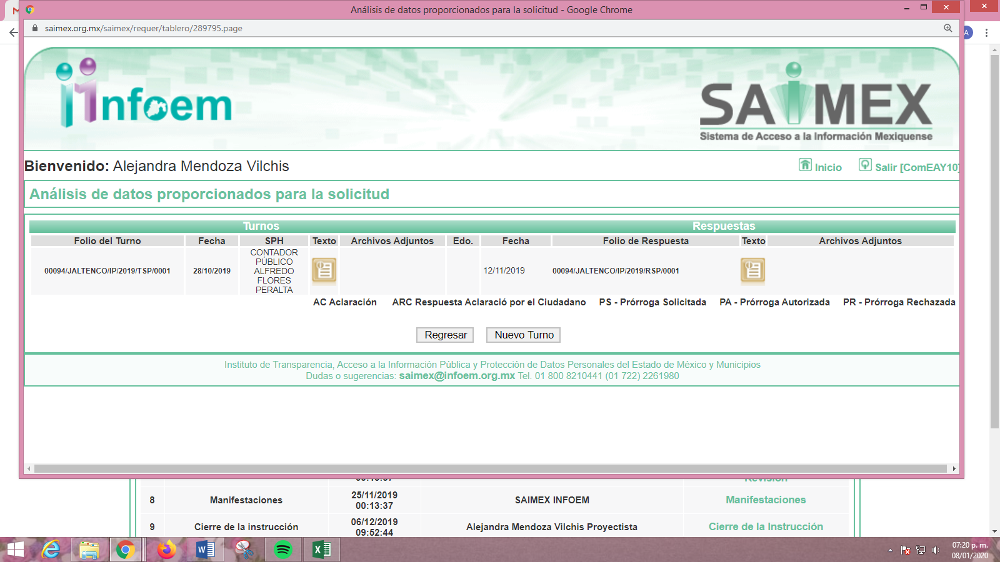 Análisis de datos proporcionados para la solicitud - Google Chrome
saimex.org.mx/saimex/requer/tablero/289795.page
A
infoem
SAIMEX
Sistema de Acceso a la Información Mexiquense
Bienvenido: Alejandra Mendoza Vilchis
Inicio Salir [ComEAY10]
Análisis de datos proporcionados para la solicitud
Turnos Respuestas
Folio del Turno Fecha SPH Texto Archivos Adjuntos Edo. Fecha Folio de Respuesta Texto Archivos Adjuntos
00094/JALTENCO/IP/2019/TSP/0001 28/10/2019 CONTADOR PÚBLICO ALFREDO FLORES PERALTA 12/11/2019 00094/JALTENCO/IP/2019/RSP/0001
AC Aclaración ARC Respuesta Aclaració por el Ciudadano PS - Prórroga Solicitada PA - Prórroga Autorizada PR - Prórroga Rechazada
Regresar Nuevo Turno
Instituto de Transparencia, Acceso a la Información Pública y Protección de Datos Personales del Estado de México y Municipios
Dudas o sugerencias: saimex@infoem.org.mx Tel. 01 800 8210441 (01 722) 2261980
8 Manifestaciones 25/11/2019 00:13:37 SAIMEX INFOEM Manifestaciones
9 Cierre de la instrucción 06/12/2019 09:52:44 Alejandra Mendoza Vilchis Proyectista Cierre de la Instrucción
07:20 p. m.
08/01/2020